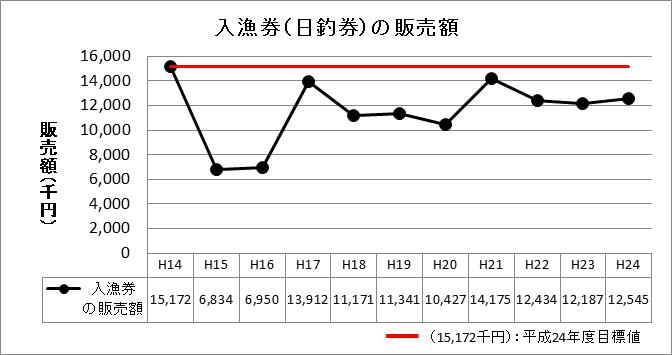 入漁券(日釣券)の販売額
販売額(千円)
16,000
14,000
12,000
10,000
8,000
6,000
4,000
2,000
0
H14 H15 H16 H17 H18 H19 H20 H21 H22 H23 H24
入漁券
の販売額
15,172 6,834 6,950 13,912 11,171 11,341 10,427 14,175 12,434 12,187 12,545
(15,172千円):平成24年度目標値